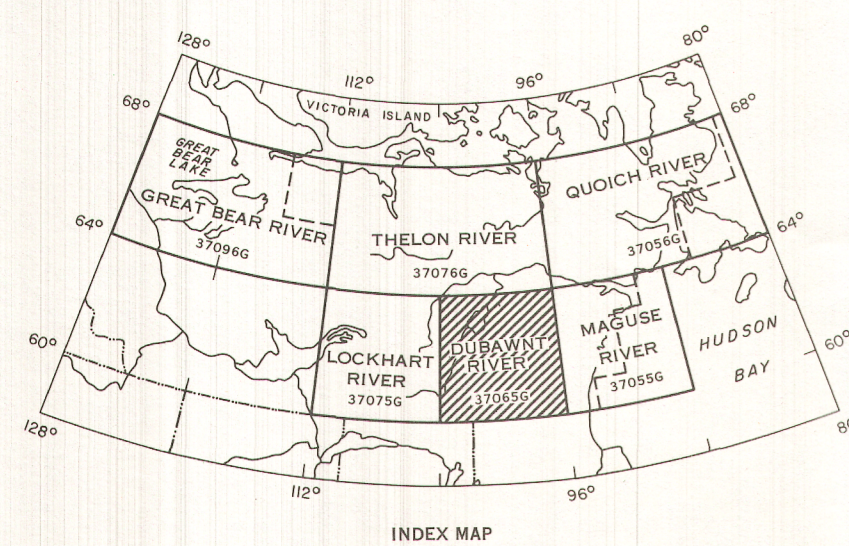 128° 80°
112° 96°
VICTORIA ISLAND
68° 68°
GREAT
BEAR
LAKE
GREAT BEAR RIVER
37096G
THELON RIVER
37076G
QUOICH RIVER
37056G
64° 64°
LOCKHART
RIVER
37075G
DUBAWNT
RIVER
37065G
MAGUSE
RIVER
37055G
HUDSON
BAY
60° 60°
128°
112° 96°
INDEX MAP